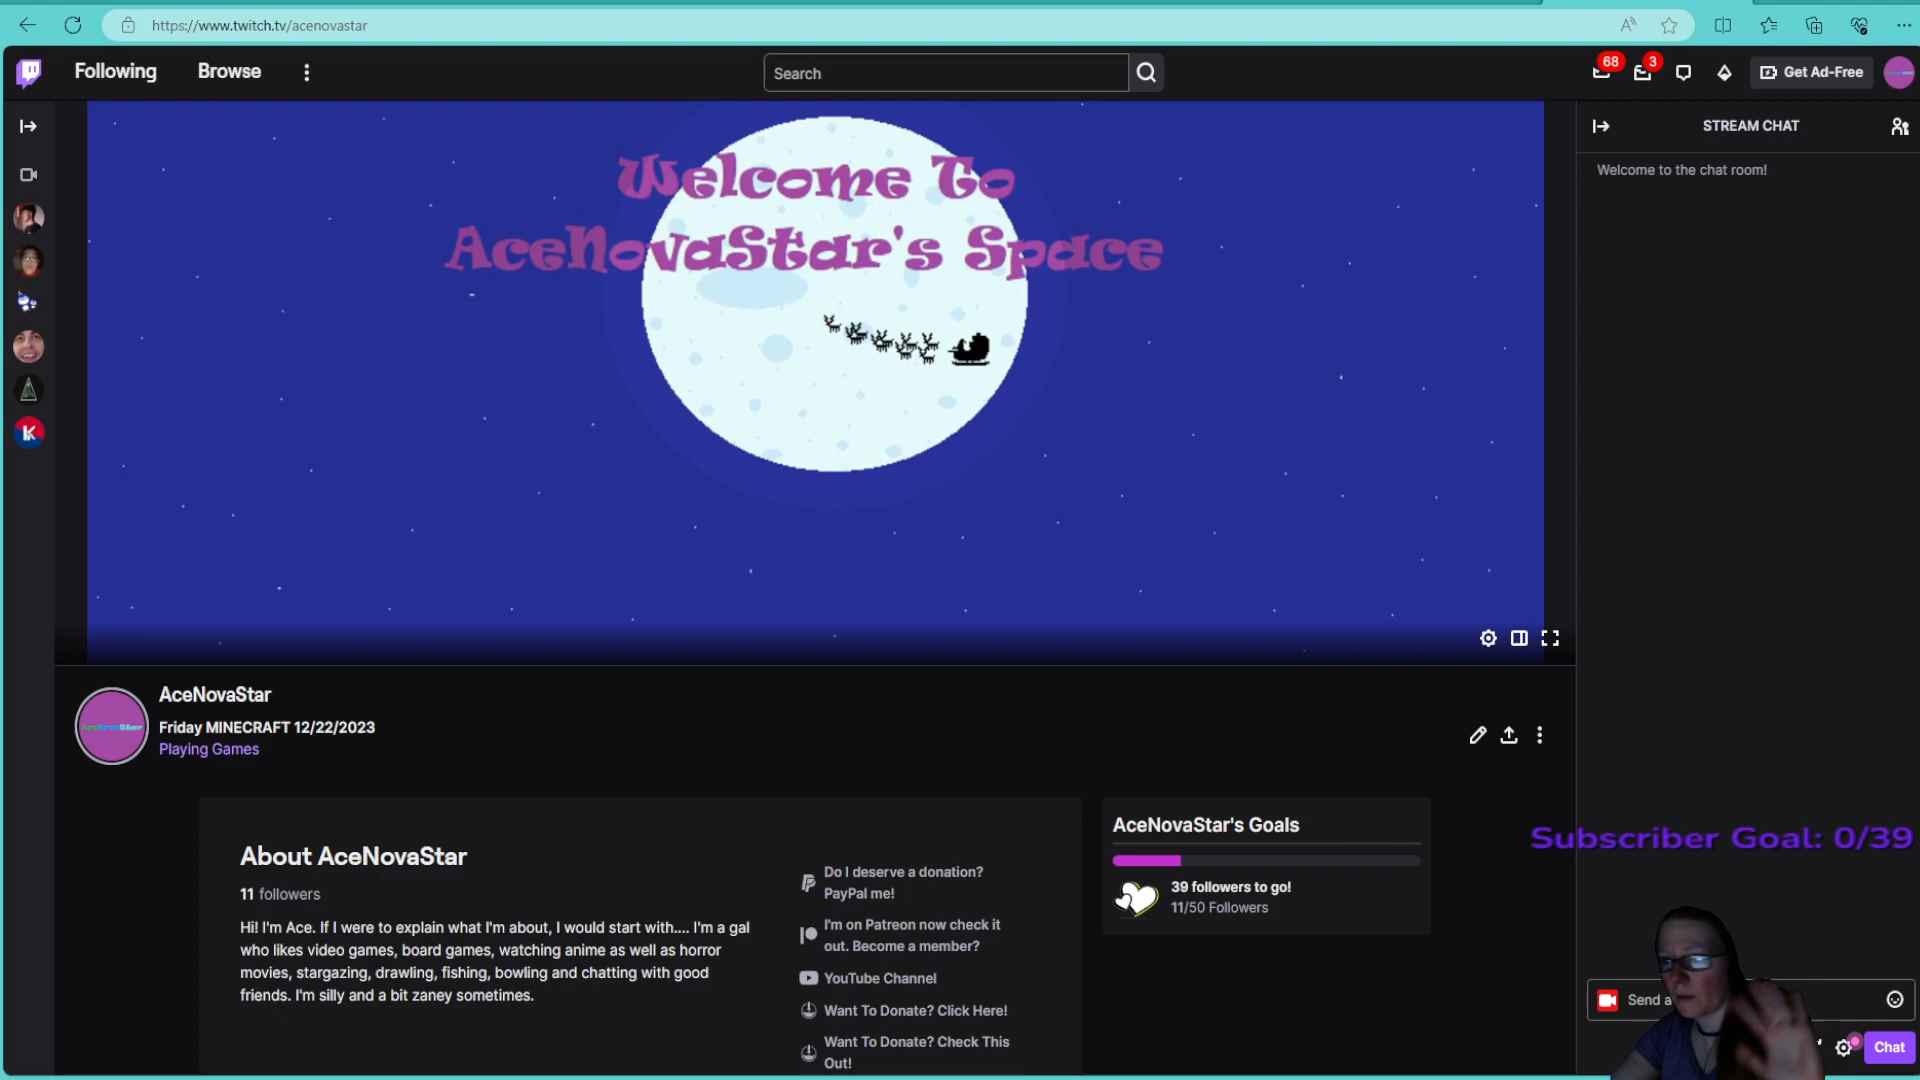 https://www.twitch.tv/acenovastar
Following
Browse
Search
68
3
Get Ad-Free
STREAM CHAT
Welcome to the chat room!
Welcome To
AceNovaStar's Space
AceNovaStar
Friday MINECRAFT 12/22/2023
Playing Games
About AceNovaStar
11 followers
Hi! I'm Ace. If I were to explain what I'm about, I would start with.... I'm a gal
who likes video games, board games, watching anime as well as horror
movies, stargazing, drawling, fishing, bowling and chatting with good
friends. I'm silly and a bit zaney sometimes.
Do I deserve a donation?
PayPal me!
I'm on Patreon now check it
out. Become a member?
YouTube Channel
Want To Donate? Click Here!
Want To Donate? Check This
Out!
AceNovaStar's Goals
39 followers to go!
11/50 Followers
Subscriber Goal: 0/39
Send a
Chat